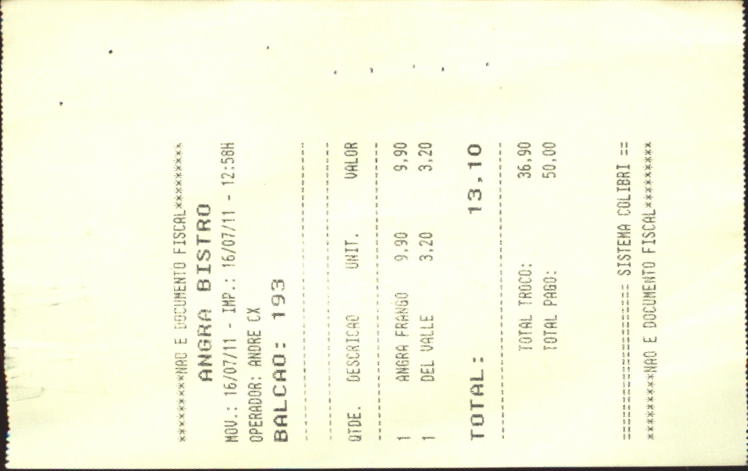 *********NAO E DOCUMENTO FISCAL*********
ANGRA BISTRO
MOV.: 16/07/11 - IMP.: 16/07/11 - 12:58H
OPERADOR: ANDRE CX
BALCAO: 193
----------------------------------------
----------------------------------------
QTDE. DESCRICAO UNIT. VALOR
----------------------------------------
1 ANGRA FRANGO 9,90 9,90
1 DEL VALLE 3,20 3,20
TOTAL: 13,10
----------------------------------------
TOTAL TROCO: 36,90
TOTAL PAGO: 50,00
===================== SISTEMA COLIBRI ==
*********NAO E DOCUMENTO FISCAL*********